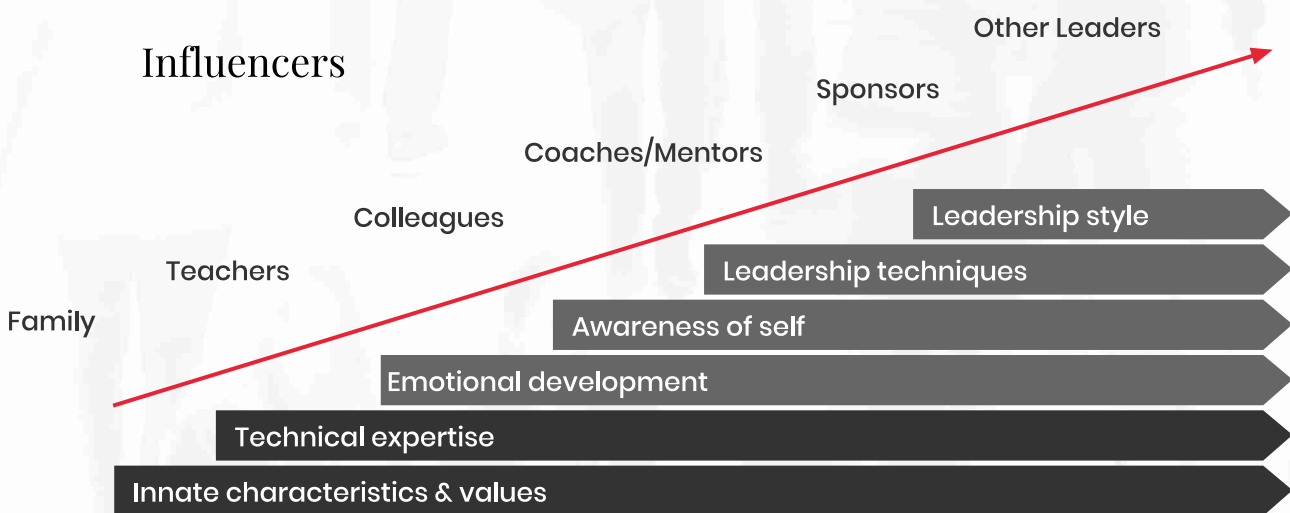 Other Leaders
Influencers
Sponsors
Coaches/Mentors
Colleagues
Leadership style
Teachers
Leadership techniques
Family
Awareness of self
Emotional development
Technical expertise
Innate characteristics & values